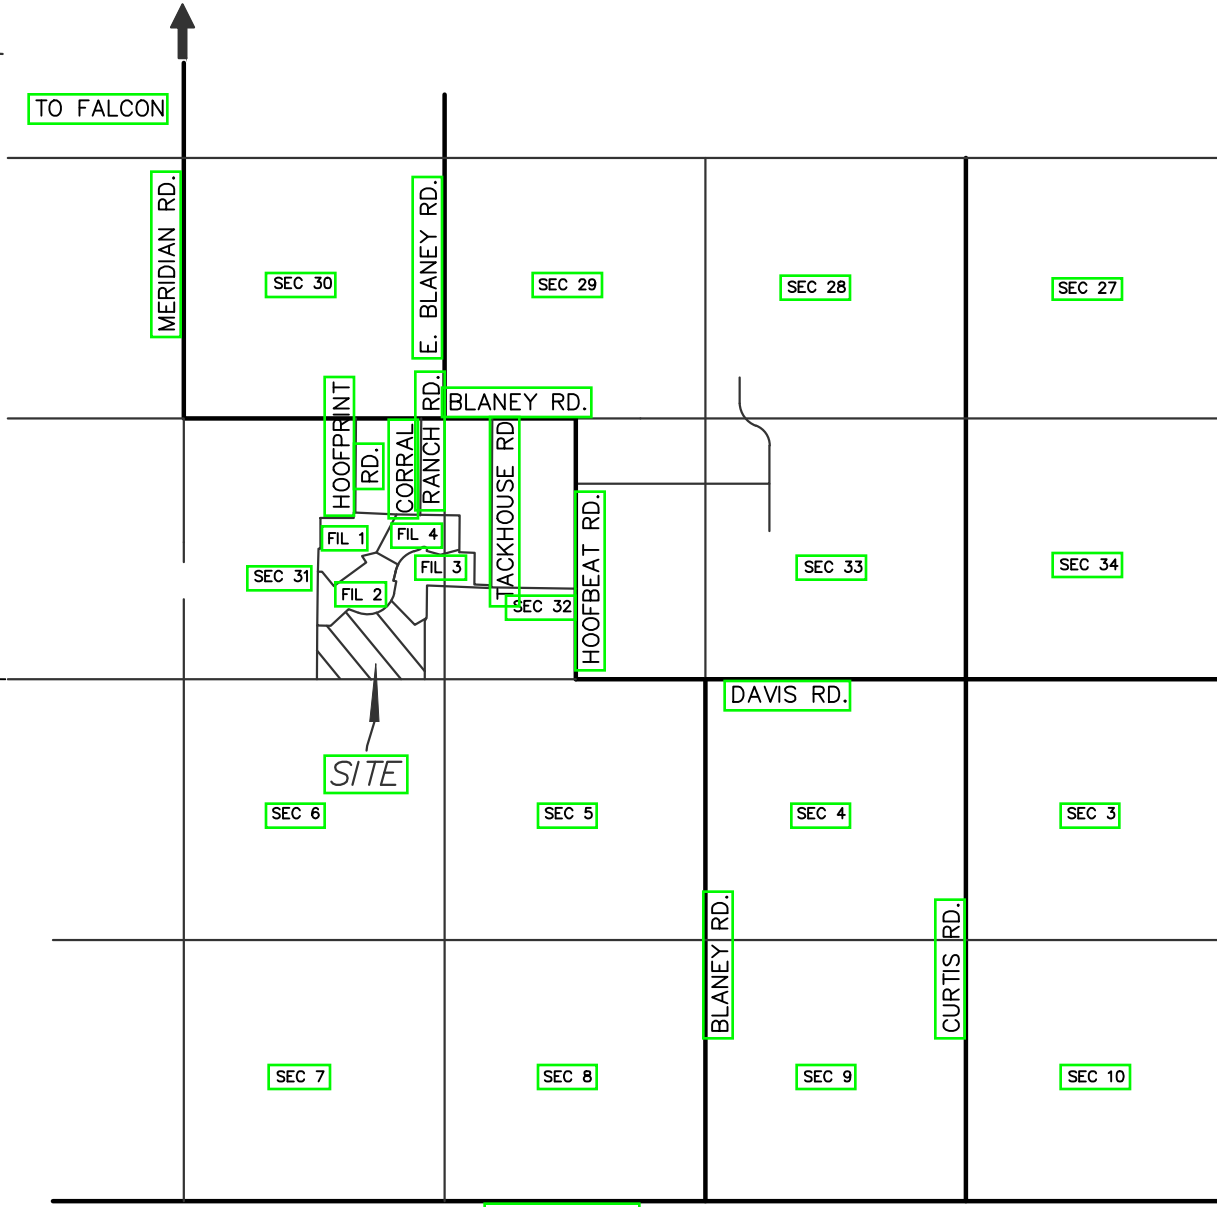 TO FALCON
MERIDIAN RD.
E. BLANEY RD.
SEC 30
SEC 29
SEC 28
SEC 27
HOOFPRINT
RD.
CORRAL
RANCH RD.
BLANEY RD.
TACKHOUSE RD
HOOFBEAT RD.
FIL 1
FIL 4
FIL 3
FIL 2
SEC 31
SEC 32
SEC 33
SEC 34
DAVIS RD.
SITE
SEC 6
SEC 5
SEC 4
SEC 3
BLANEY RD.
CURTIS RD.
SEC 7
SEC 8
SEC 9
SEC 10